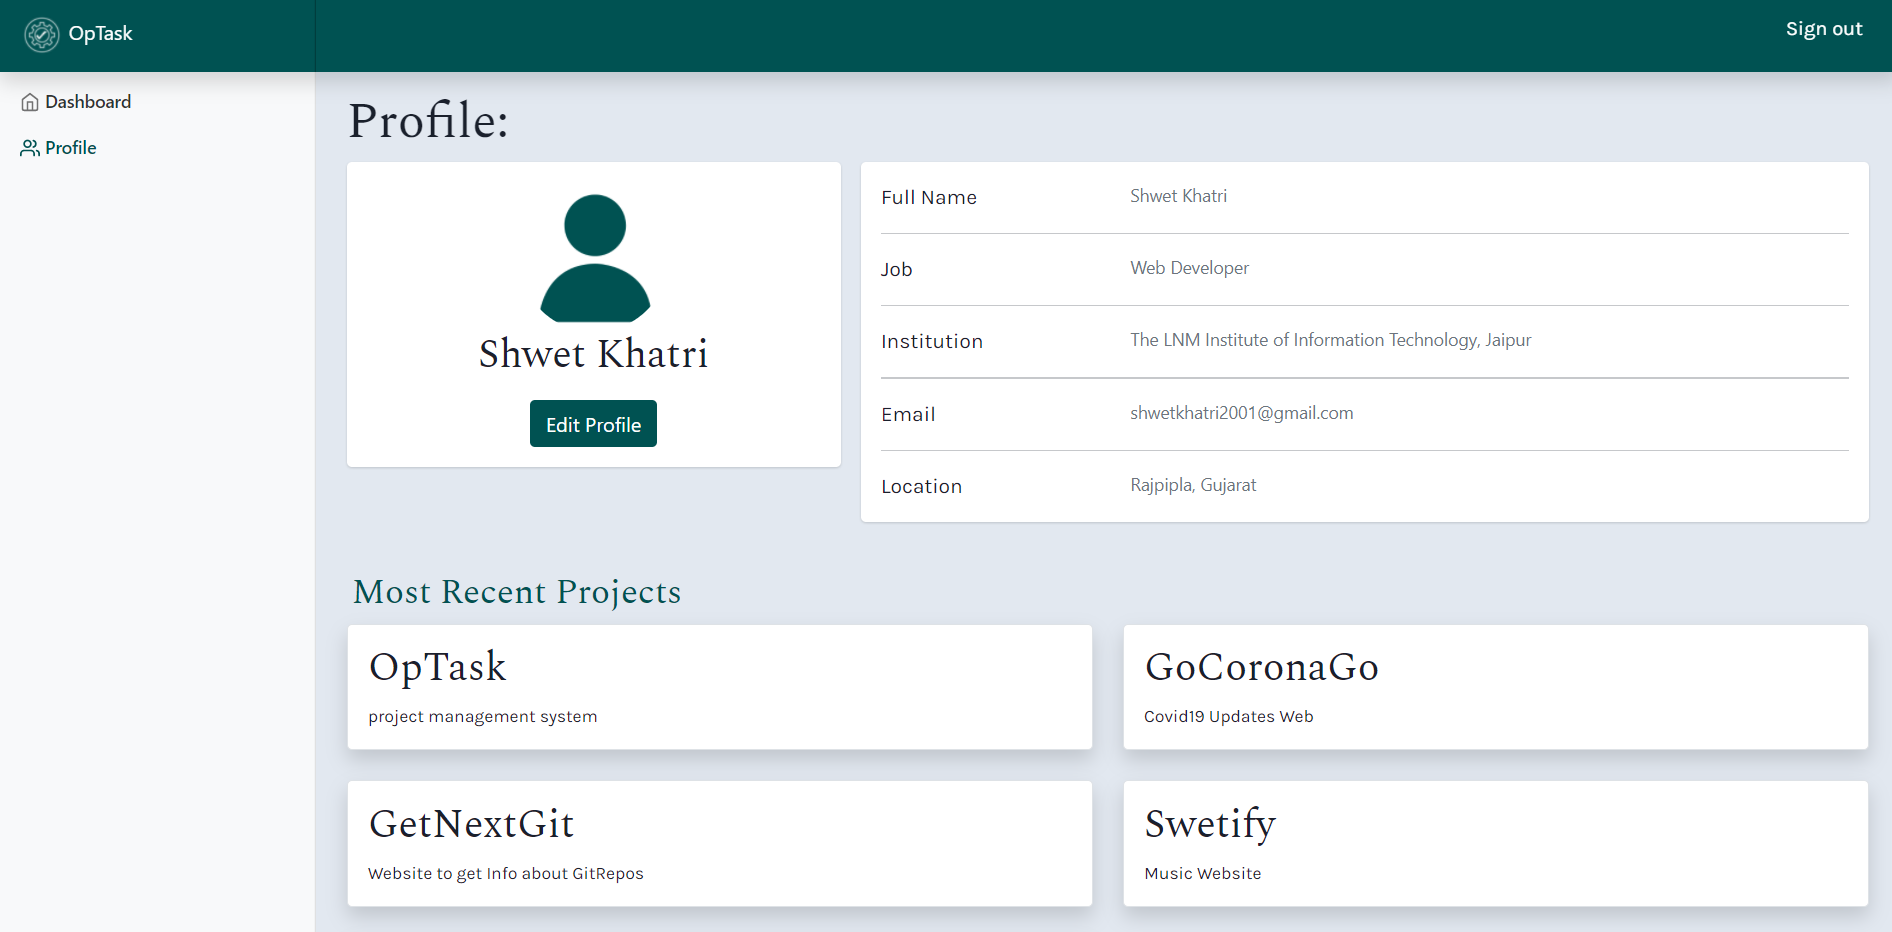 OpTask
Sign out
Dashboard
Profile
Profile:
Shwet Khatri
Edit Profile
Full Name Shwet Khatri
Job Web Developer
Institution The LNM Institute of Information Technology, Jaipur
Email shwetkhatri2001@gmail.com
Location Rajpipla, Gujarat
Most Recent Projects
OpTask
project management system
GoCoronaGo
Covid19 Updates Web
GetNextGit
Website to get Info about GitRepos
Swetify
Music Website